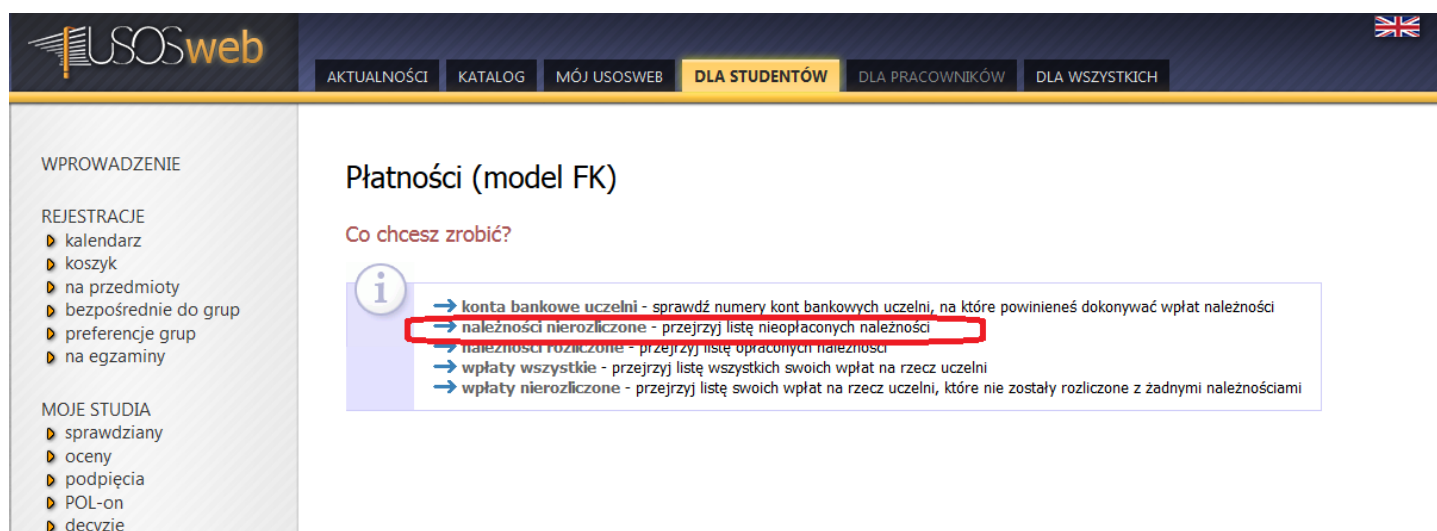 USOSweb
AKTUALNOŚCI KATALOG MÓJ USOSWEB DLA STUDENTÓW DLA PRACOWNIKÓW DLA WSZYSTKICH
WPROWADZENIE
REJESTRACJE
kalendarz
koszyk
na przedmioty
bezpośrednie do grup
preferencje grup
na egzaminy
MOJE STUDIA
sprawdziany
oceny
podpięcia
POL-on
decyzje
Płatności (model FK)
Co chcesz zrobić?
i
konta bankowe uczelni - sprawdź numery kont bankowych uczelni, na które powinieneś dokonywać wpłat należności
należności nierozliczone - przejrzyj listę nieopłaconych należności
należności rozliczone - przejrzyj listę opłaconych należności
wpłaty wszystkie - przejrzyj listę wszystkich swoich wpłat na rzecz uczelni
wpłaty nierozliczone - przejrzyj listę swoich wpłat na rzecz uczelni, które nie zostały rozliczone z żadnymi należnościami